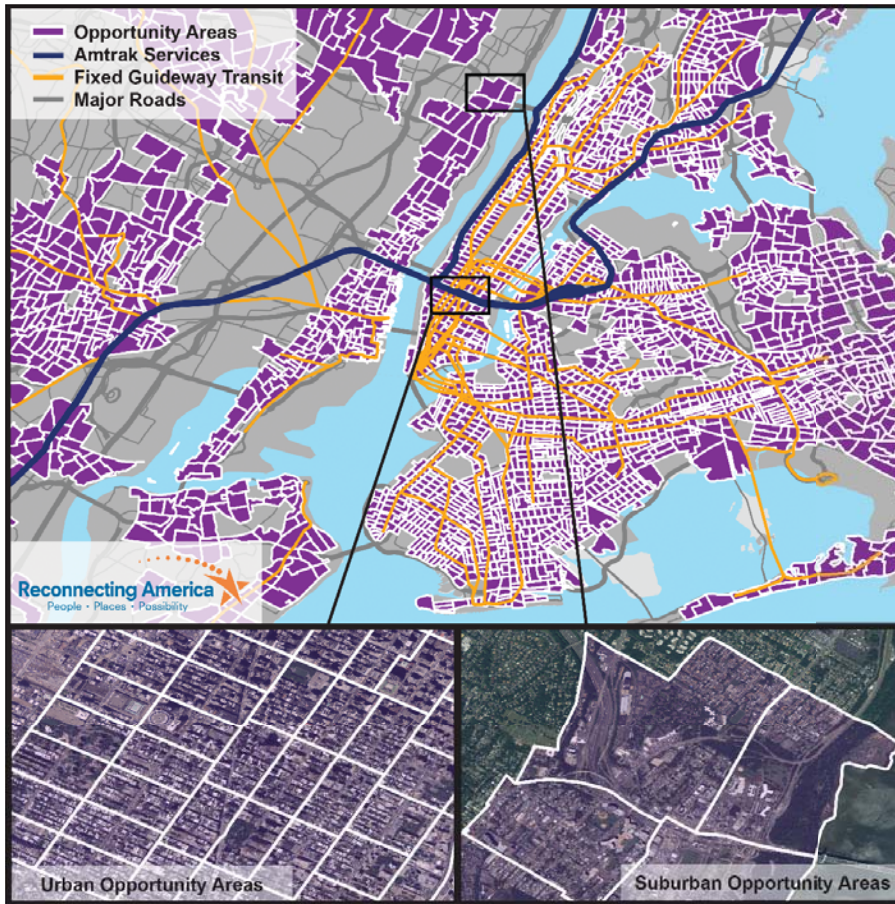 Opportunity Areas
Amtrak Services
Fixed Guideway Transit
Major Roads
Reconnecting America
People • Places • Possibility
Urban Opportunity Areas
Suburban Opportunity Areas